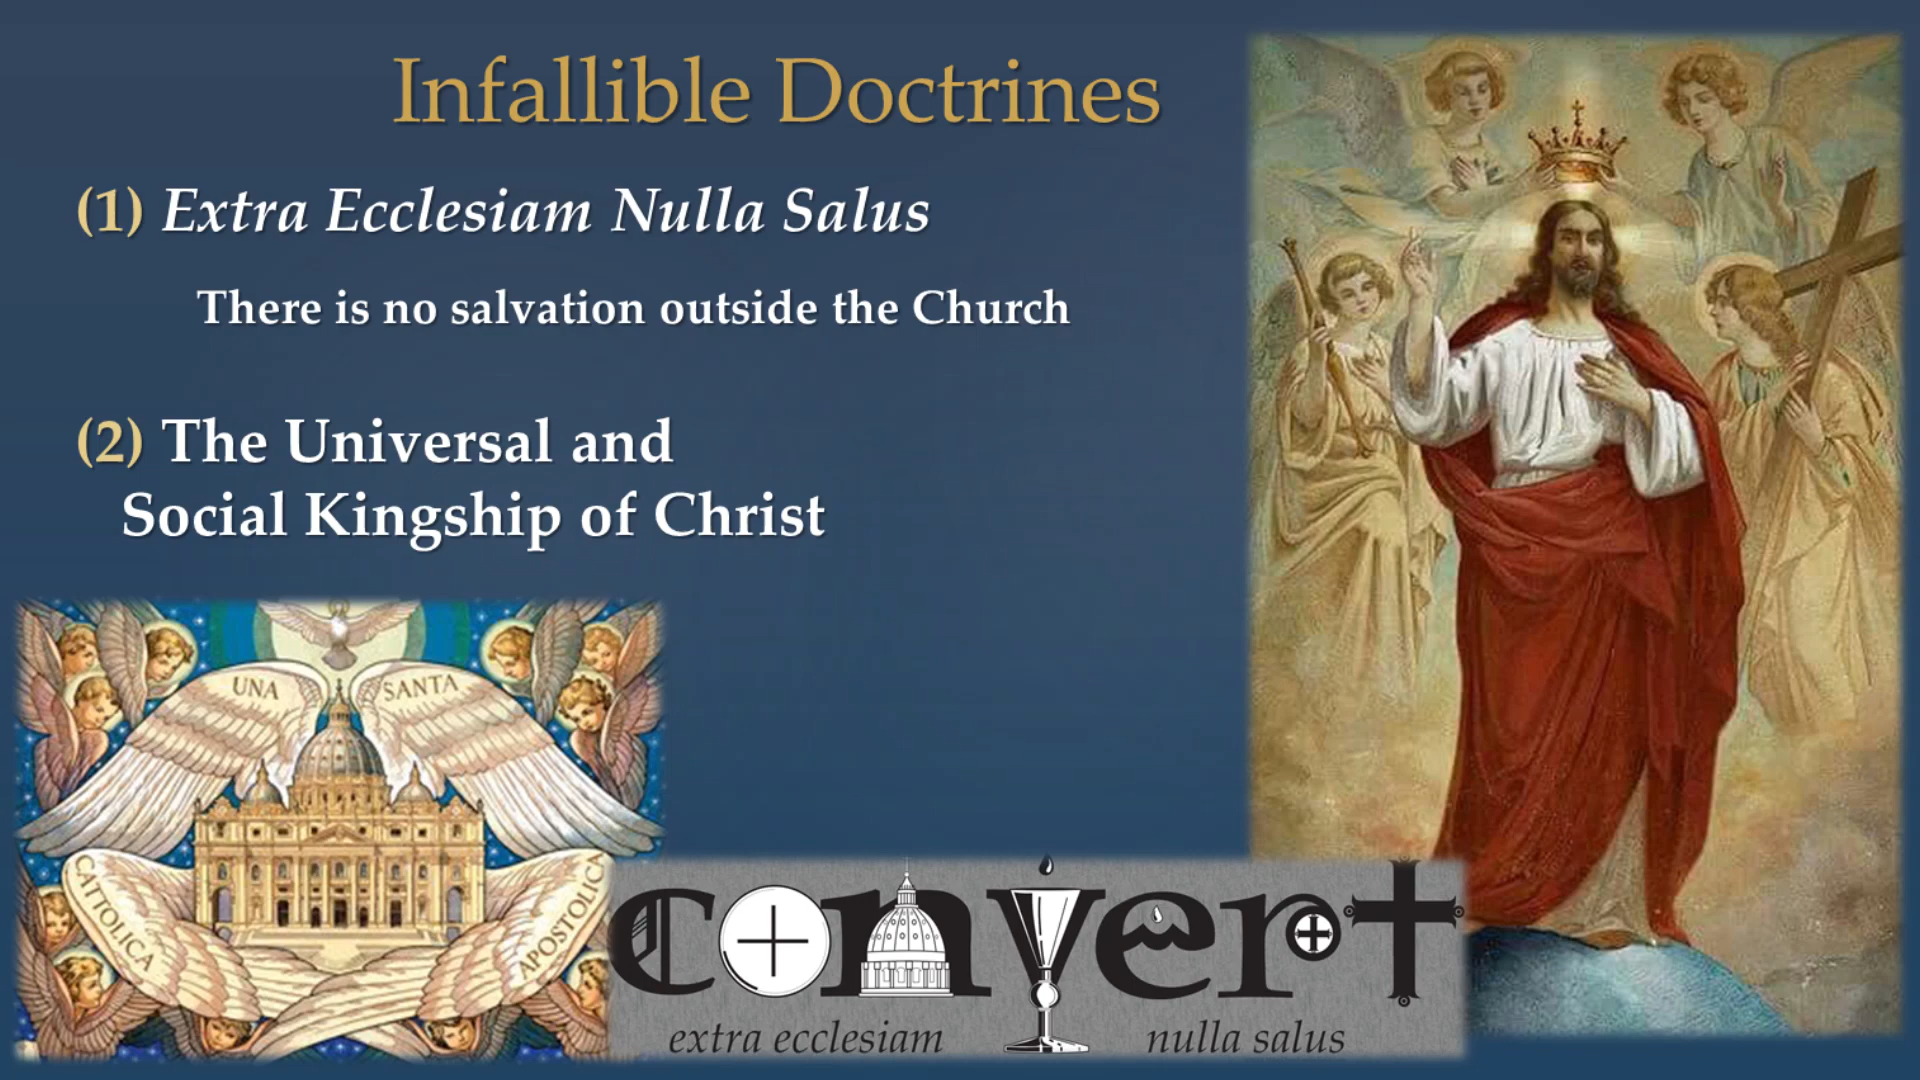 Infallible Doctrines
(1) Extra Ecclesiam Nulla Salus
There is no salvation outside the Church
(2) The Universal and
Social Kingship of Christ
UNA SANTA
CATTOLICA APOSTOLICA
convert
extra ecclesiam nulla salus